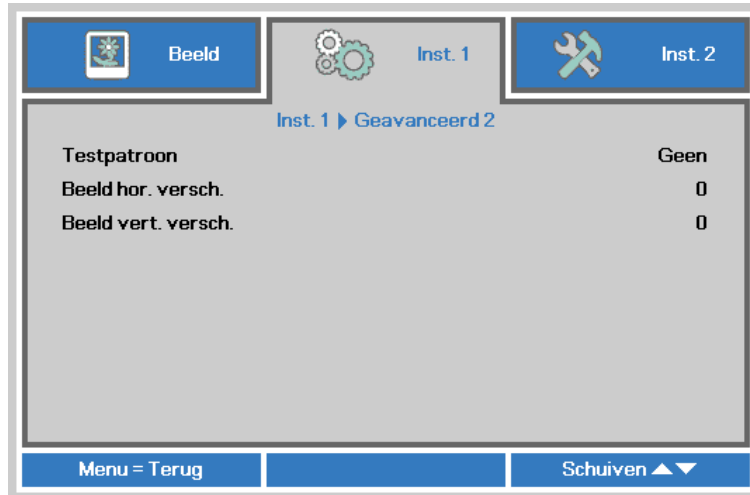 Beeld Inst. 1 Inst. 2
Inst. 1 ▶ Geavanceerd 2
Testpatroon Geen
Beeld hor. versch. 0
Beeld vert. versch. 0
Menu = Terug Schuiven ▲▼